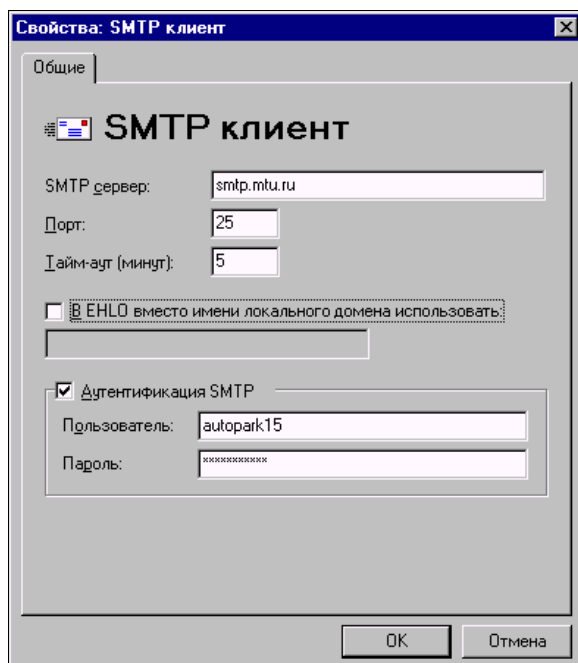 Свойства: SMTP клиент
Общие
SMTP клиент
SMTP сервер: smtp.mtu.ru
Порт: 25
Тайм-аут (минут): 5
В EHLO вместо имени локального домена использовать:
Аутентификация SMTP
Пользователь: autopark15
Пароль: ***********
OK Отмена